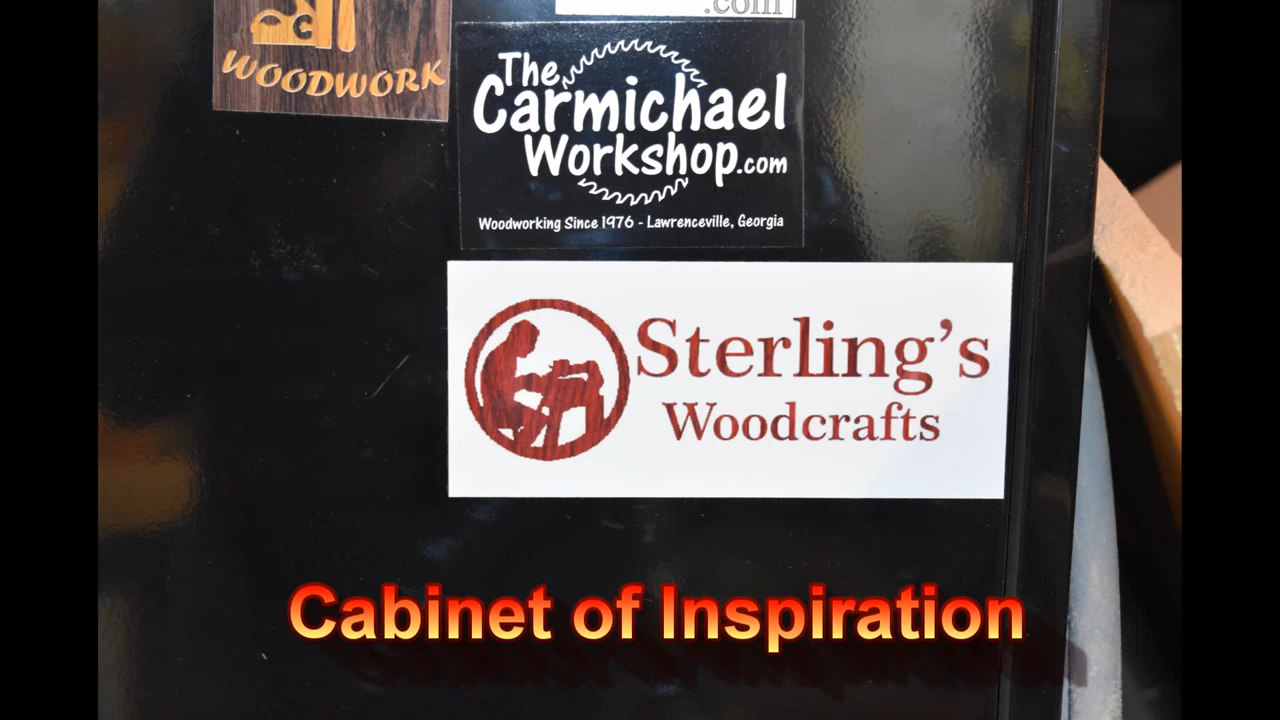 .com
WOODWORK
The
Carmichael
Workshop.com
Woodworking Since 1976 - Lawrenceville, Georgia
Sterling's
Woodcrafts
Cabinet of Inspiration